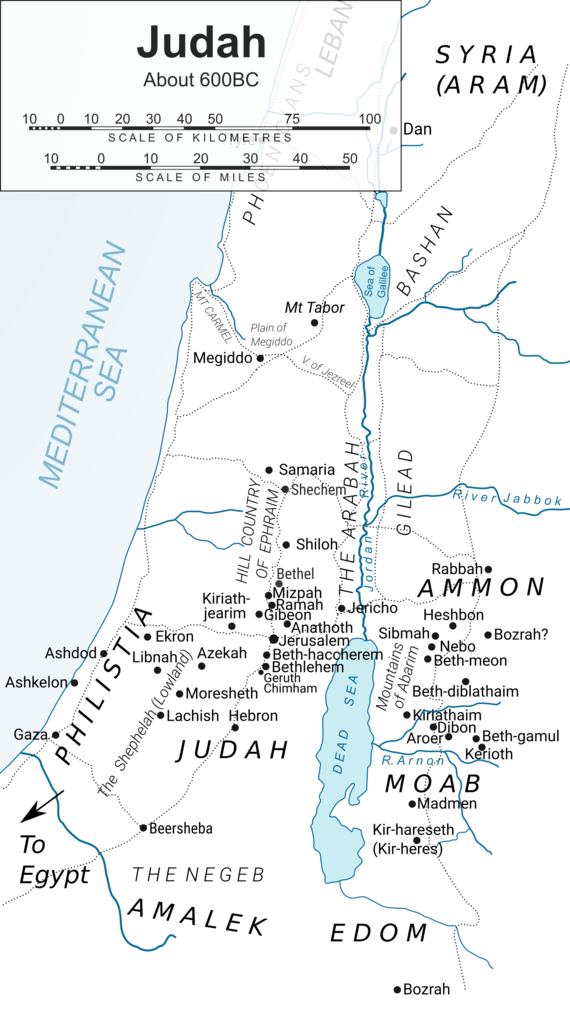 Judah
About 600BC
10 0 10 20 30 40 50 75 100
SCALE OF KILOMETRES
10 0 10 20 30 40 50
SCALE OF MILES
LEBAN
PHOENICIANS
SYRIA
(ARAM)
Dan
BASHAN
Sea of
Galilee
MEDITERRANEAN
SEA
MT CARMEL
Mt Tabor
Plain of
Megiddo
Megiddo
V. of Jezreel
Samaria
Shechem
HILL COUNTRY
OF EPHRAIM
THE ARABAH
River
Jordan
GILEAD
River Jabbok
Shiloh
Bethel
Mizpah
Ramah
Kiriath-
jearim
Gibeon
Jericho
Anathoth
Jerusalem
Rabbah
AMMON
Heshbon
Sibmah
Bozrah?
Nebo
Beth-meon
Mountains
of Abarim
Beth-diblathaim
PHILISTIA
Ekron
Ashdod
Libnah
Azekah
Beth-haccherem
Bethlehem
Geruth
Chimham
Ashkelon
Moresheth
The Shephelah (Lowland)
Lachish
Hebron
Gaza
JUDAH
DEAD SEA
Kiriathaim
Dibon
Aroer
Beth-gamul
Kerioth
R.Arnon
MOAB
Madmen
Kir-hareseth
(Kir-heres)
Beersheba
To
Egypt
THE NEGEB
AMALEK
EDOM
Bozrah